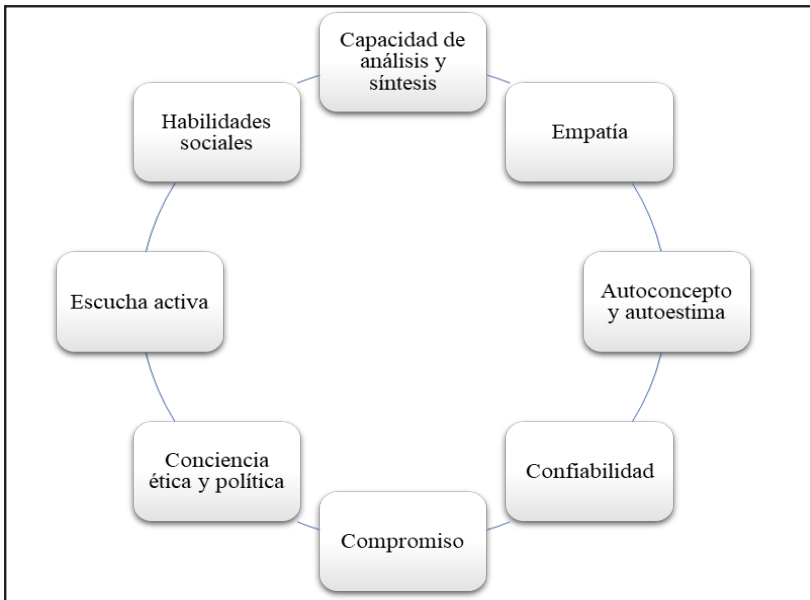 Capacidad de
análisis y
síntesis
Empatía
Autoconcepto
y autoestima
Confiabilidad
Compromiso
Conciencia
ética y política
Escucha activa
Habilidades
sociales